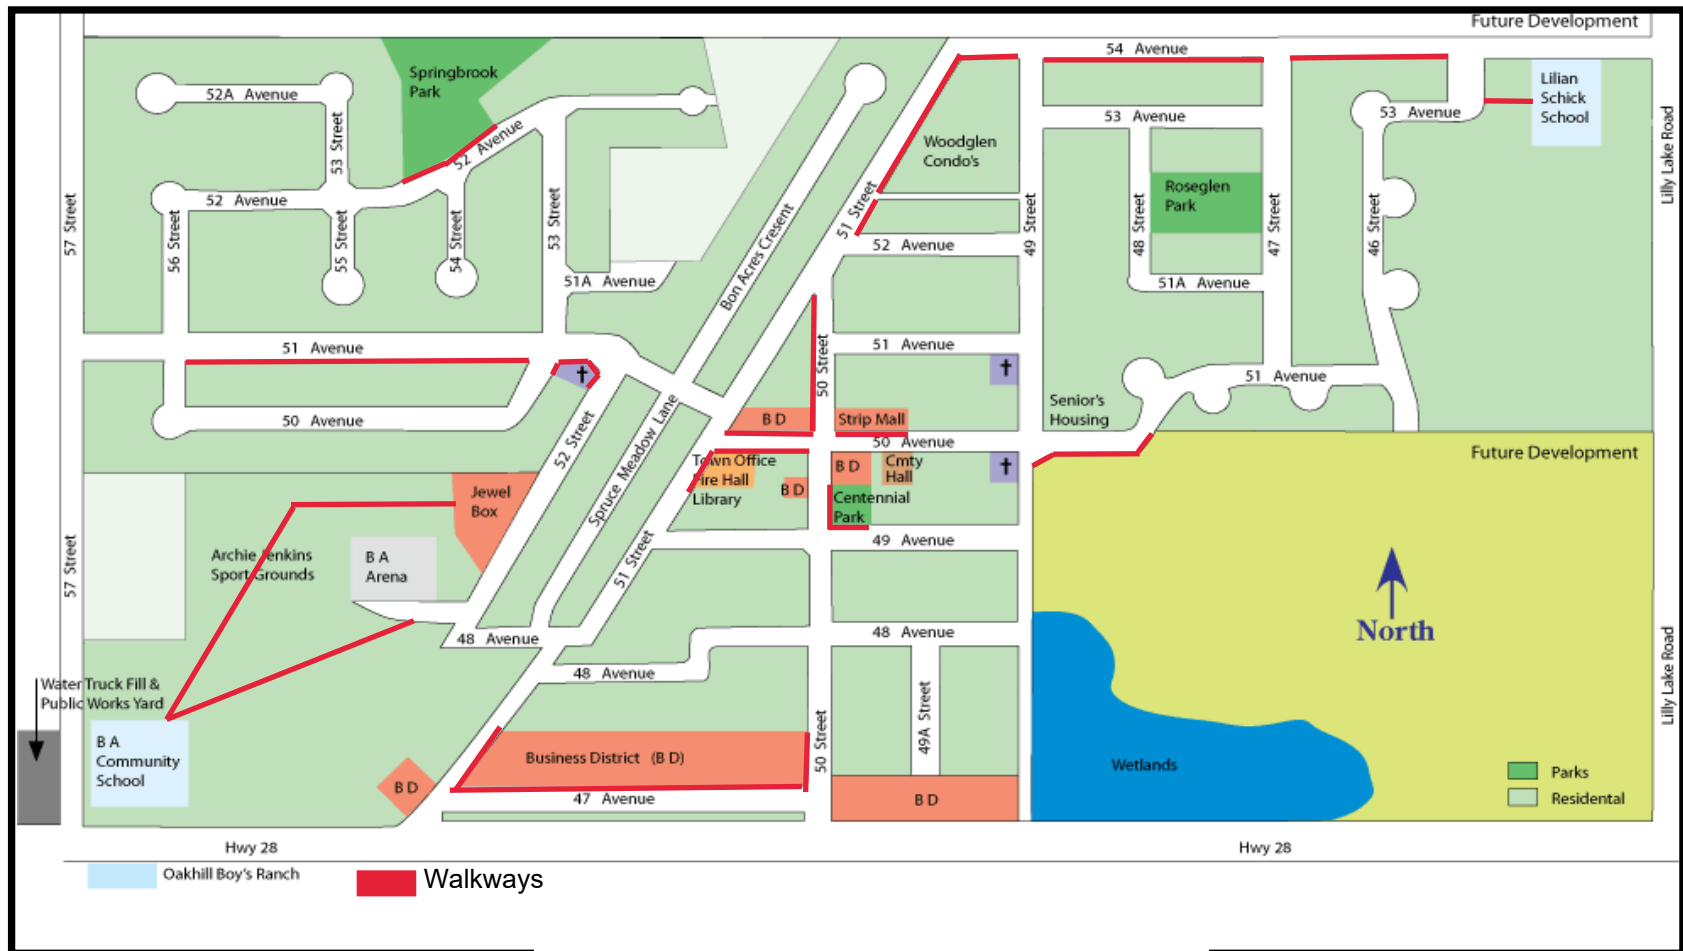 Future Development
54 Avenue
Springbrook
Park
Lilian
Schick
School
52A Avenue
53 Street
53 Avenue
53 Avenue
52 Avenue
Woodglen
Condo's
Lilly Lake Road
Roseglen
Park
57 Street
52 Avenue
56 Street
55 Street
54 Street
53 Street
51 Street
Bon Acres Cresent
52 Avenue
49 Street
48 Street
47 Street
46 Street
51A Avenue
51A Avenue
51 Avenue
50 Street
51 Avenue
✝
✝
51 Avenue
Senior's
Housing
50 Avenue
B D
Strip Mall
50 Avenue
52 Street
Spruce Meadow Lane
Town Office
Fire Hall
Library
B D
B D
Cmty
Hall
✝
Centennial
Park
Future Development
Jewel
Box
57 Street
Archie Jenkins
Sport Grounds
B A
Arena
51 Street
49 Avenue
North
48 Avenue
48 Avenue
48 Avenue
Lilly Lake Road
Water Truck Fill &
Public Works Yard
B A
Community
School
B D
Business District (B D)
50 Street
49A Street
Wetlands
47 Avenue
B D
Parks
Residental
Hwy 28
Hwy 28
Oakhill Boy's Ranch
Walkways